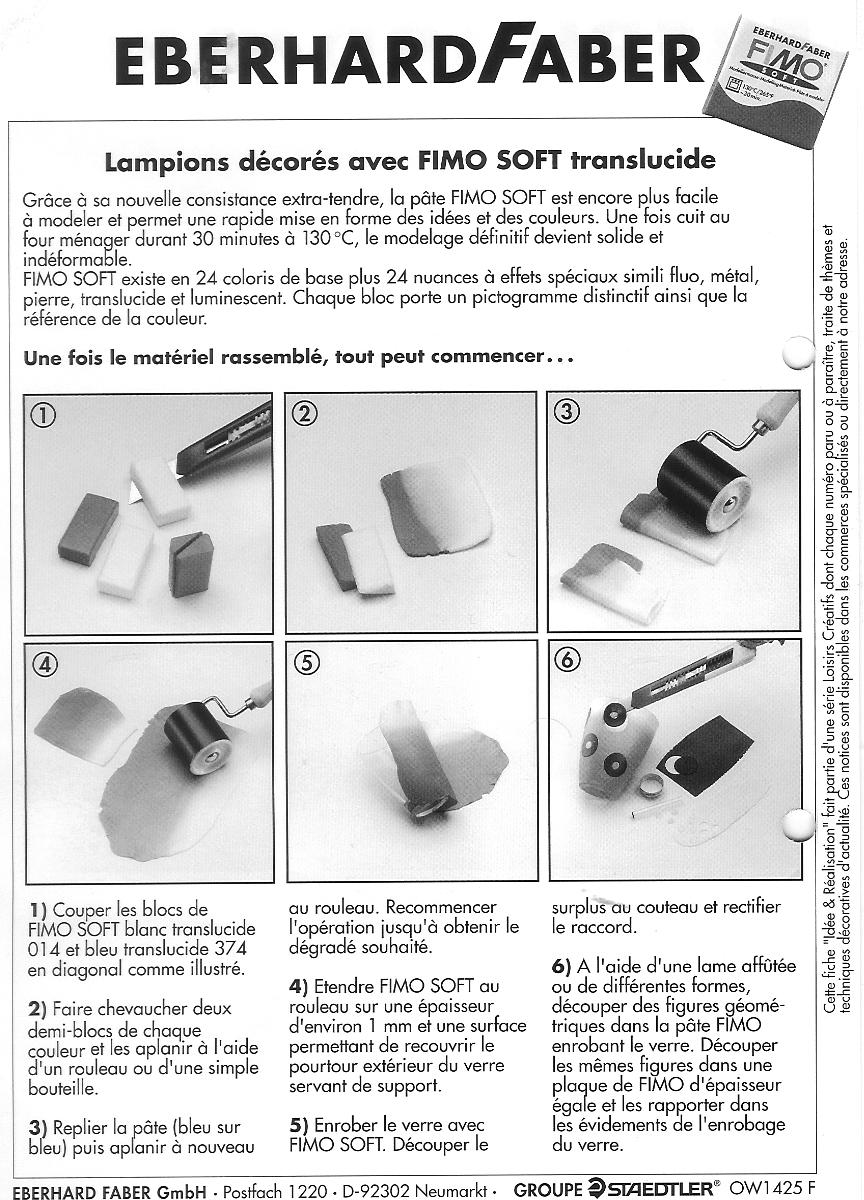 EBERHARDFABER
EBERHARDFABER
FIMO®
SOFT
130°C/265°F
~30 min.
Lampions décorés avec FIMO SOFT translucide
Grâce à sa nouvelle consistance extra-tendre, la pâte FIMO SOFT est encore plus facile
à modeler et permet une rapide mise en forme des idées et des couleurs. Une fois cuit au
four ménager durant 30 minutes à 130°C, le modelage définitif devient solide et
indéformable.
FIMO SOFT existe en 24 coloris de base plus 24 nuances à effets spéciaux simili fluo, métal,
pierre, translucide et luminescent. Chaque bloc porte un pictogramme distinctif ainsi que la
référence de la couleur.
Une fois le matériel rassemblé, tout peut commencer...
1
2
3
4
5
6
1) Couper les blocs de
FIMO SOFT blanc translucide
014 et bleu translucide 374
en diagonal comme illustré.
2) Faire chevaucher deux
demi-blocs de chaque
couleur et les aplanir à l'aide
d'un rouleau ou d'une simple
bouteille.
3) Replier la pâte (bleu sur
bleu) puis aplanir à nouveau
au rouleau. Recommencer
l'opération jusqu'à obtenir le
dégradé souhaité.
4) Etendre FIMO SOFT au
rouleau sur une épaisseur
d'environ 1 mm et une surface
permettant de recouvrir le
pourtour extérieur du verre
servant de support.
5) Enrober le verre avec
FIMO SOFT. Découper le
surplus au couteau et rectifier
le raccord.
6) A l'aide d'une lame affûtée
ou de différentes formes,
découper des figures géomé-
triques dans la pâte FIMO
enrobant le verre. Découper
les mêmes figures dans une
plaque de FIMO d'épaisseur
égale et les rapporter dans
les évidements de l'enrobage
du verre.
Cette fiche "Idée & Réalisation" fait partie d'une série Loisirs Créatifs dont chaque numéro paru ou à paraître, traite de thèmes et
techniques décoratives d'actualité. Ces notices sont disponibles dans les commerces spécialisés ou directement à notre adresse.
EBERHARD FABER GmbH · Postfach 1220 · D-92302 Neumarkt · GROUPE STAEDTLER® OW1425 F